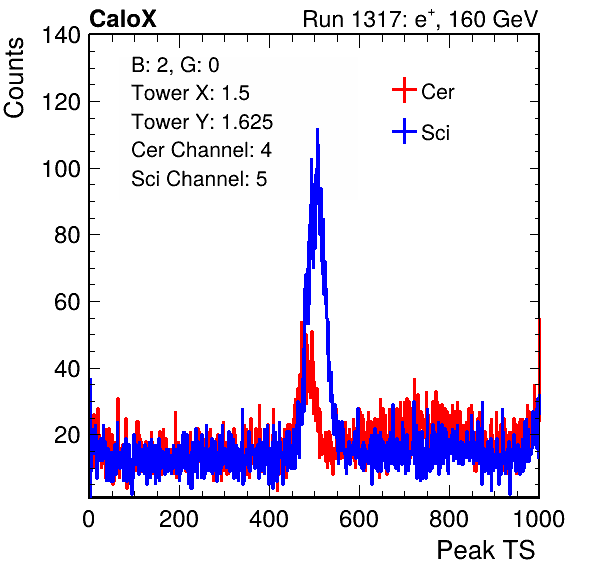 CaloX Run 1317: e+, 160 GeV
B: 2, G: 0
Tower X: 1.5
Tower Y: 1.625
Cer Channel: 4
Sci Channel: 5
Cer
Sci
Counts
140
120
100
80
60
40
20
0 200 400 600 800 1000
Peak TS